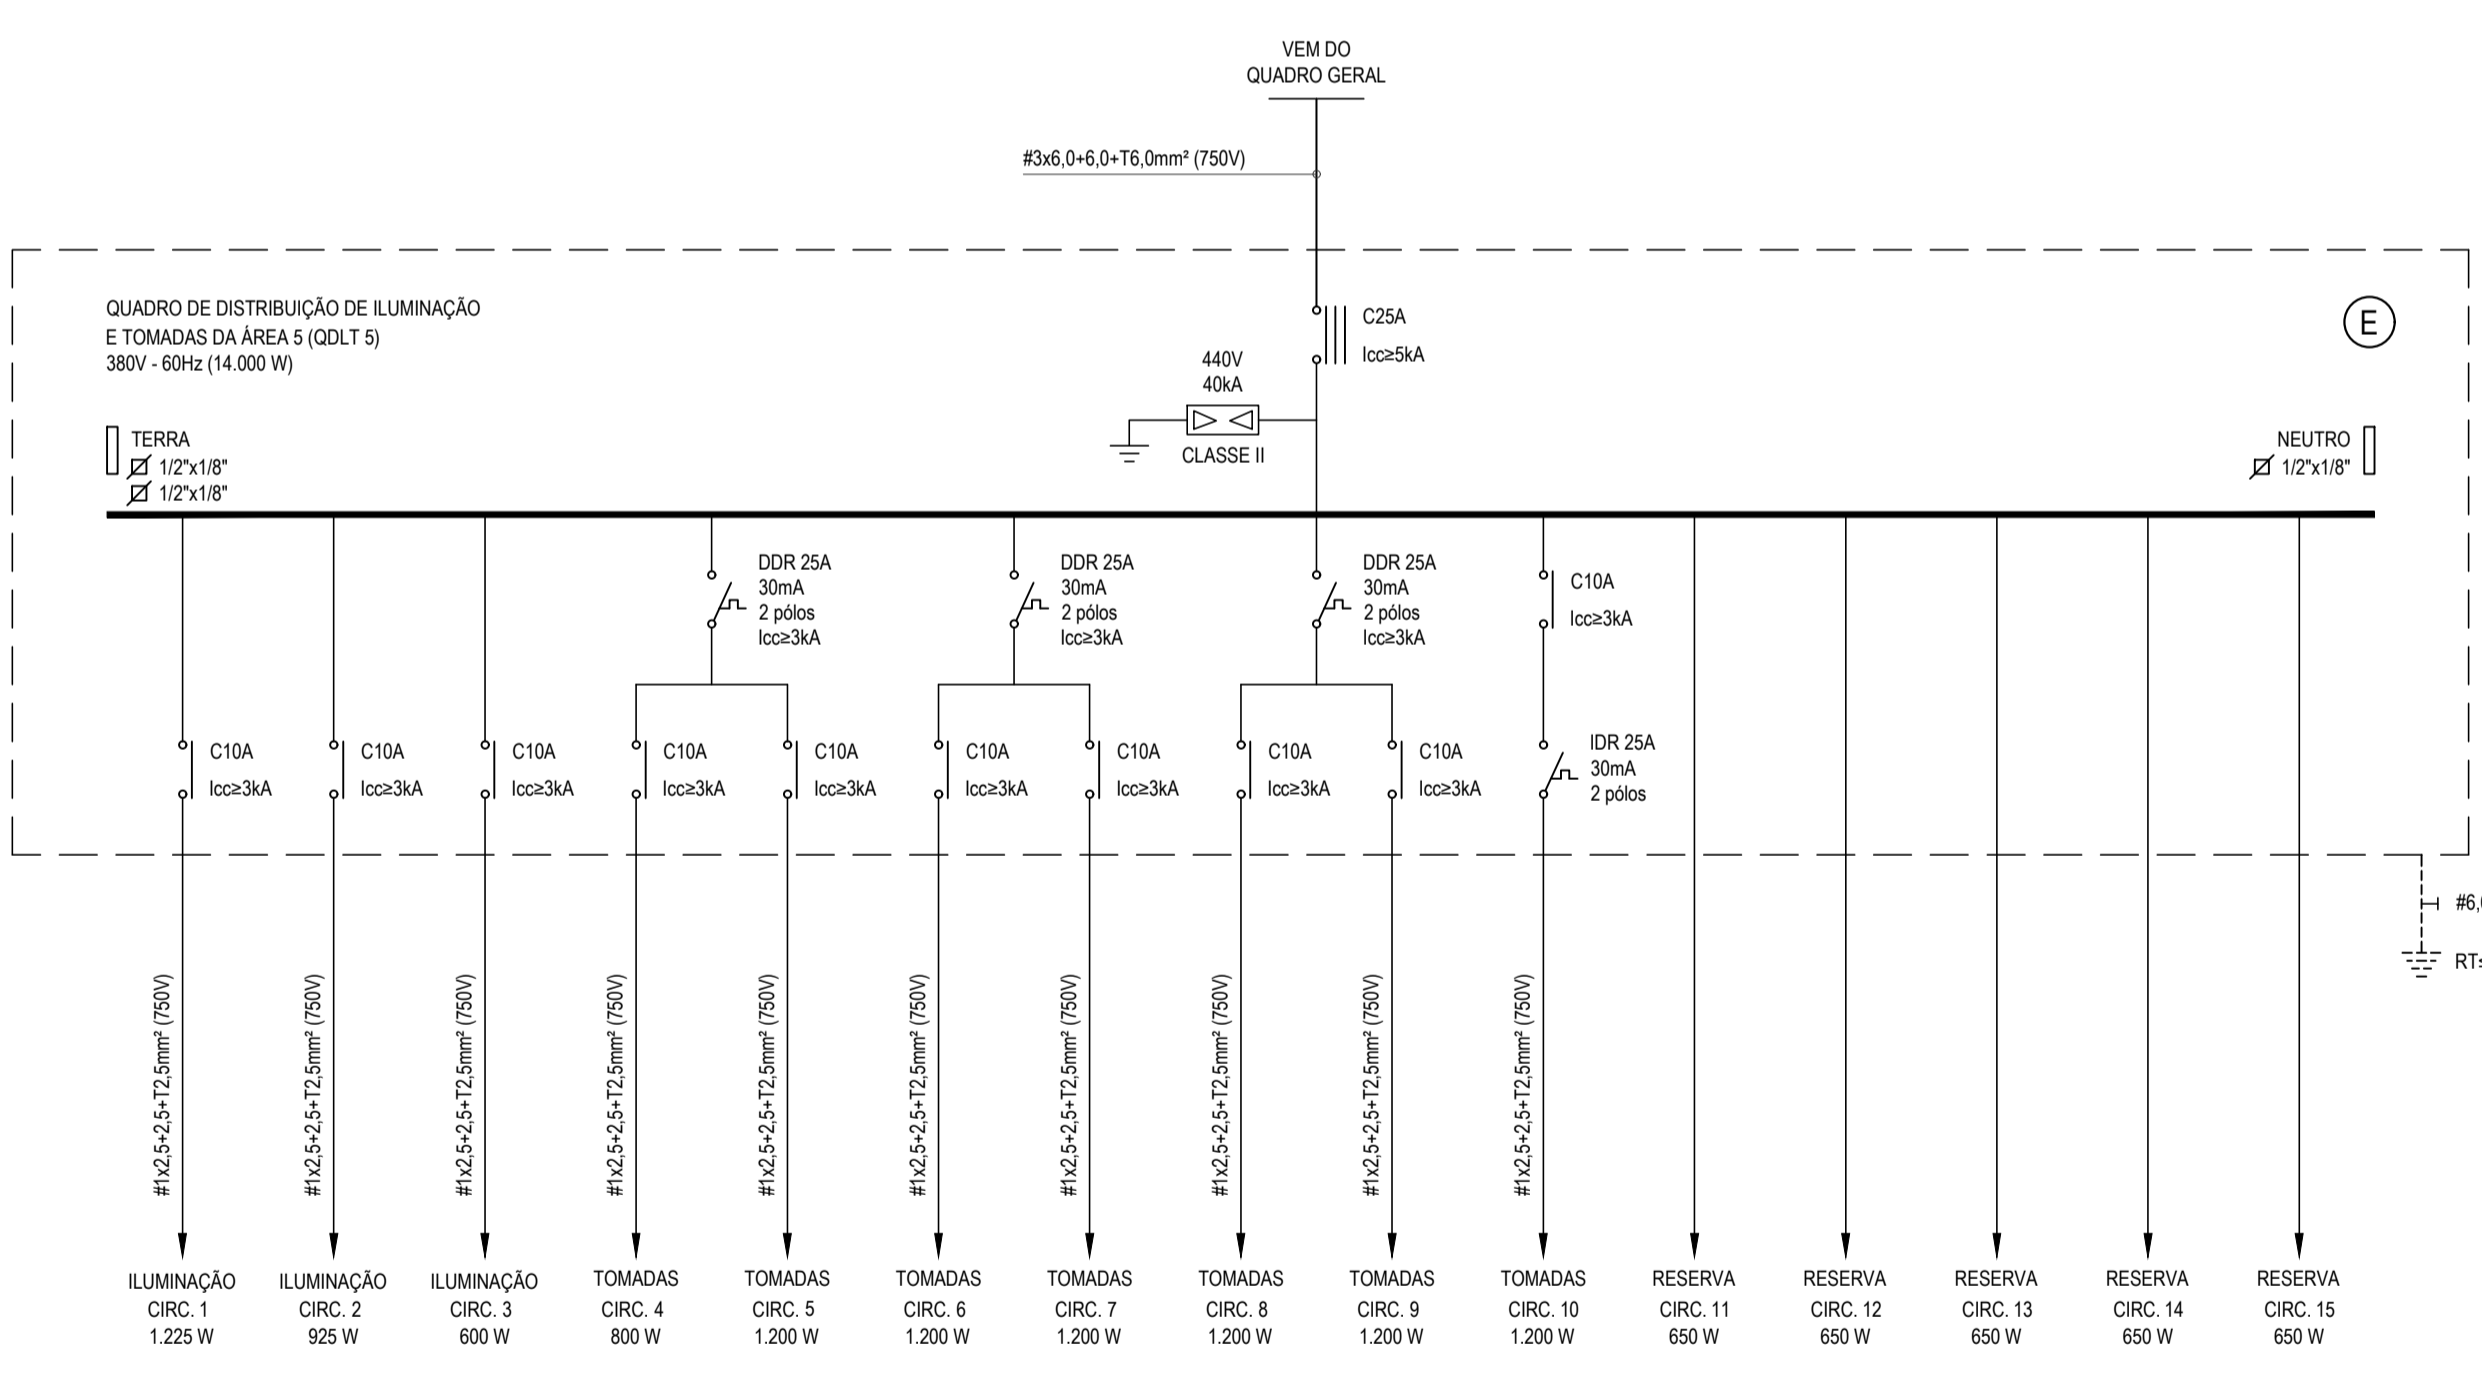 VEM DO
QUADRO GERAL
#3x6,0+6,0+T6,0mm² (750V)
QUADRO DE DISTRIBUIÇÃO DE ILUMINAÇÃO
E TOMADAS DA ÁREA 5 (QDLT 5)
380V - 60Hz (14.000 W)
C25A
Icc≥5kA
E
440V
40kA
CLASSE II
TERRA
1/2"x1/8"
1/2"x1/8"
NEUTRO
1/2"x1/8"
DDR 25A
30mA
2 pólos
Icc≥3kA
DDR 25A
30mA
2 pólos
Icc≥3kA
DDR 25A
30mA
2 pólos
Icc≥3kA
C10A
Icc≥3kA
C10A
Icc≥3kA
C10A
Icc≥3kA
C10A
Icc≥3kA
C10A
Icc≥3kA
C10A
Icc≥3kA
C10A
Icc≥3kA
C10A
Icc≥3kA
C10A
Icc≥3kA
C10A
Icc≥3kA
IDR 25A
30mA
2 pólos
#1x2,5+2,5+T2,5mm² (750V)
#1x2,5+2,5+T2,5mm² (750V)
#1x2,5+2,5+T2,5mm² (750V)
#1x2,5+2,5+T2,5mm² (750V)
#1x2,5+2,5+T2,5mm² (750V)
#1x2,5+2,5+T2,5mm² (750V)
#1x2,5+2,5+T2,5mm² (750V)
#1x2,5+2,5+T2,5mm² (750V)
#1x2,5+2,5+T2,5mm² (750V)
#1x2,5+2,5+T2,5mm² (750V)
ILUMINAÇÃO
CIRC. 1
1.225 W
ILUMINAÇÃO
CIRC. 2
925 W
ILUMINAÇÃO
CIRC. 3
600 W
TOMADAS
CIRC. 4
800 W
TOMADAS
CIRC. 5
1.200 W
TOMADAS
CIRC. 6
1.200 W
TOMADAS
CIRC. 7
1.200 W
TOMADAS
CIRC. 8
1.200 W
TOMADAS
CIRC. 9
1.200 W
TOMADAS
CIRC. 10
1.200 W
RESERVA
CIRC. 11
650 W
RESERVA
CIRC. 12
650 W
RESERVA
CIRC. 13
650 W
RESERVA
CIRC. 14
650 W
RESERVA
CIRC. 15
650 W